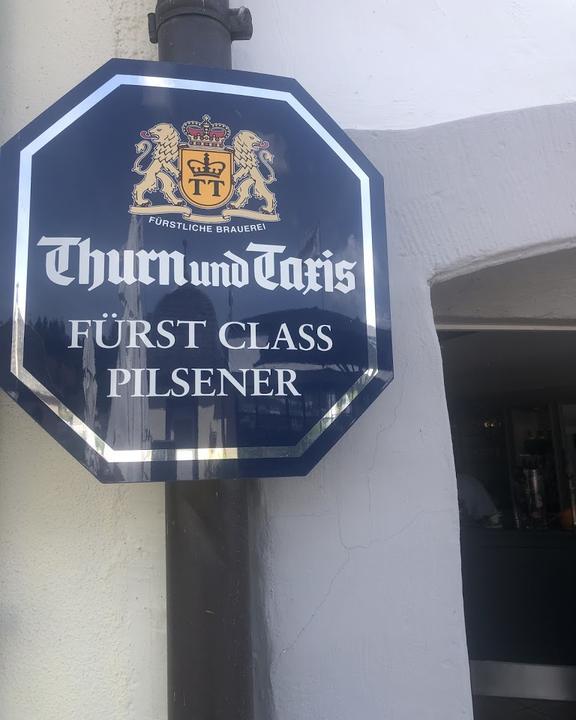 TT
FÜRSTLICHE BRAUEREI
Thurn und Taxis
FÜRST CLASS
PILSENER